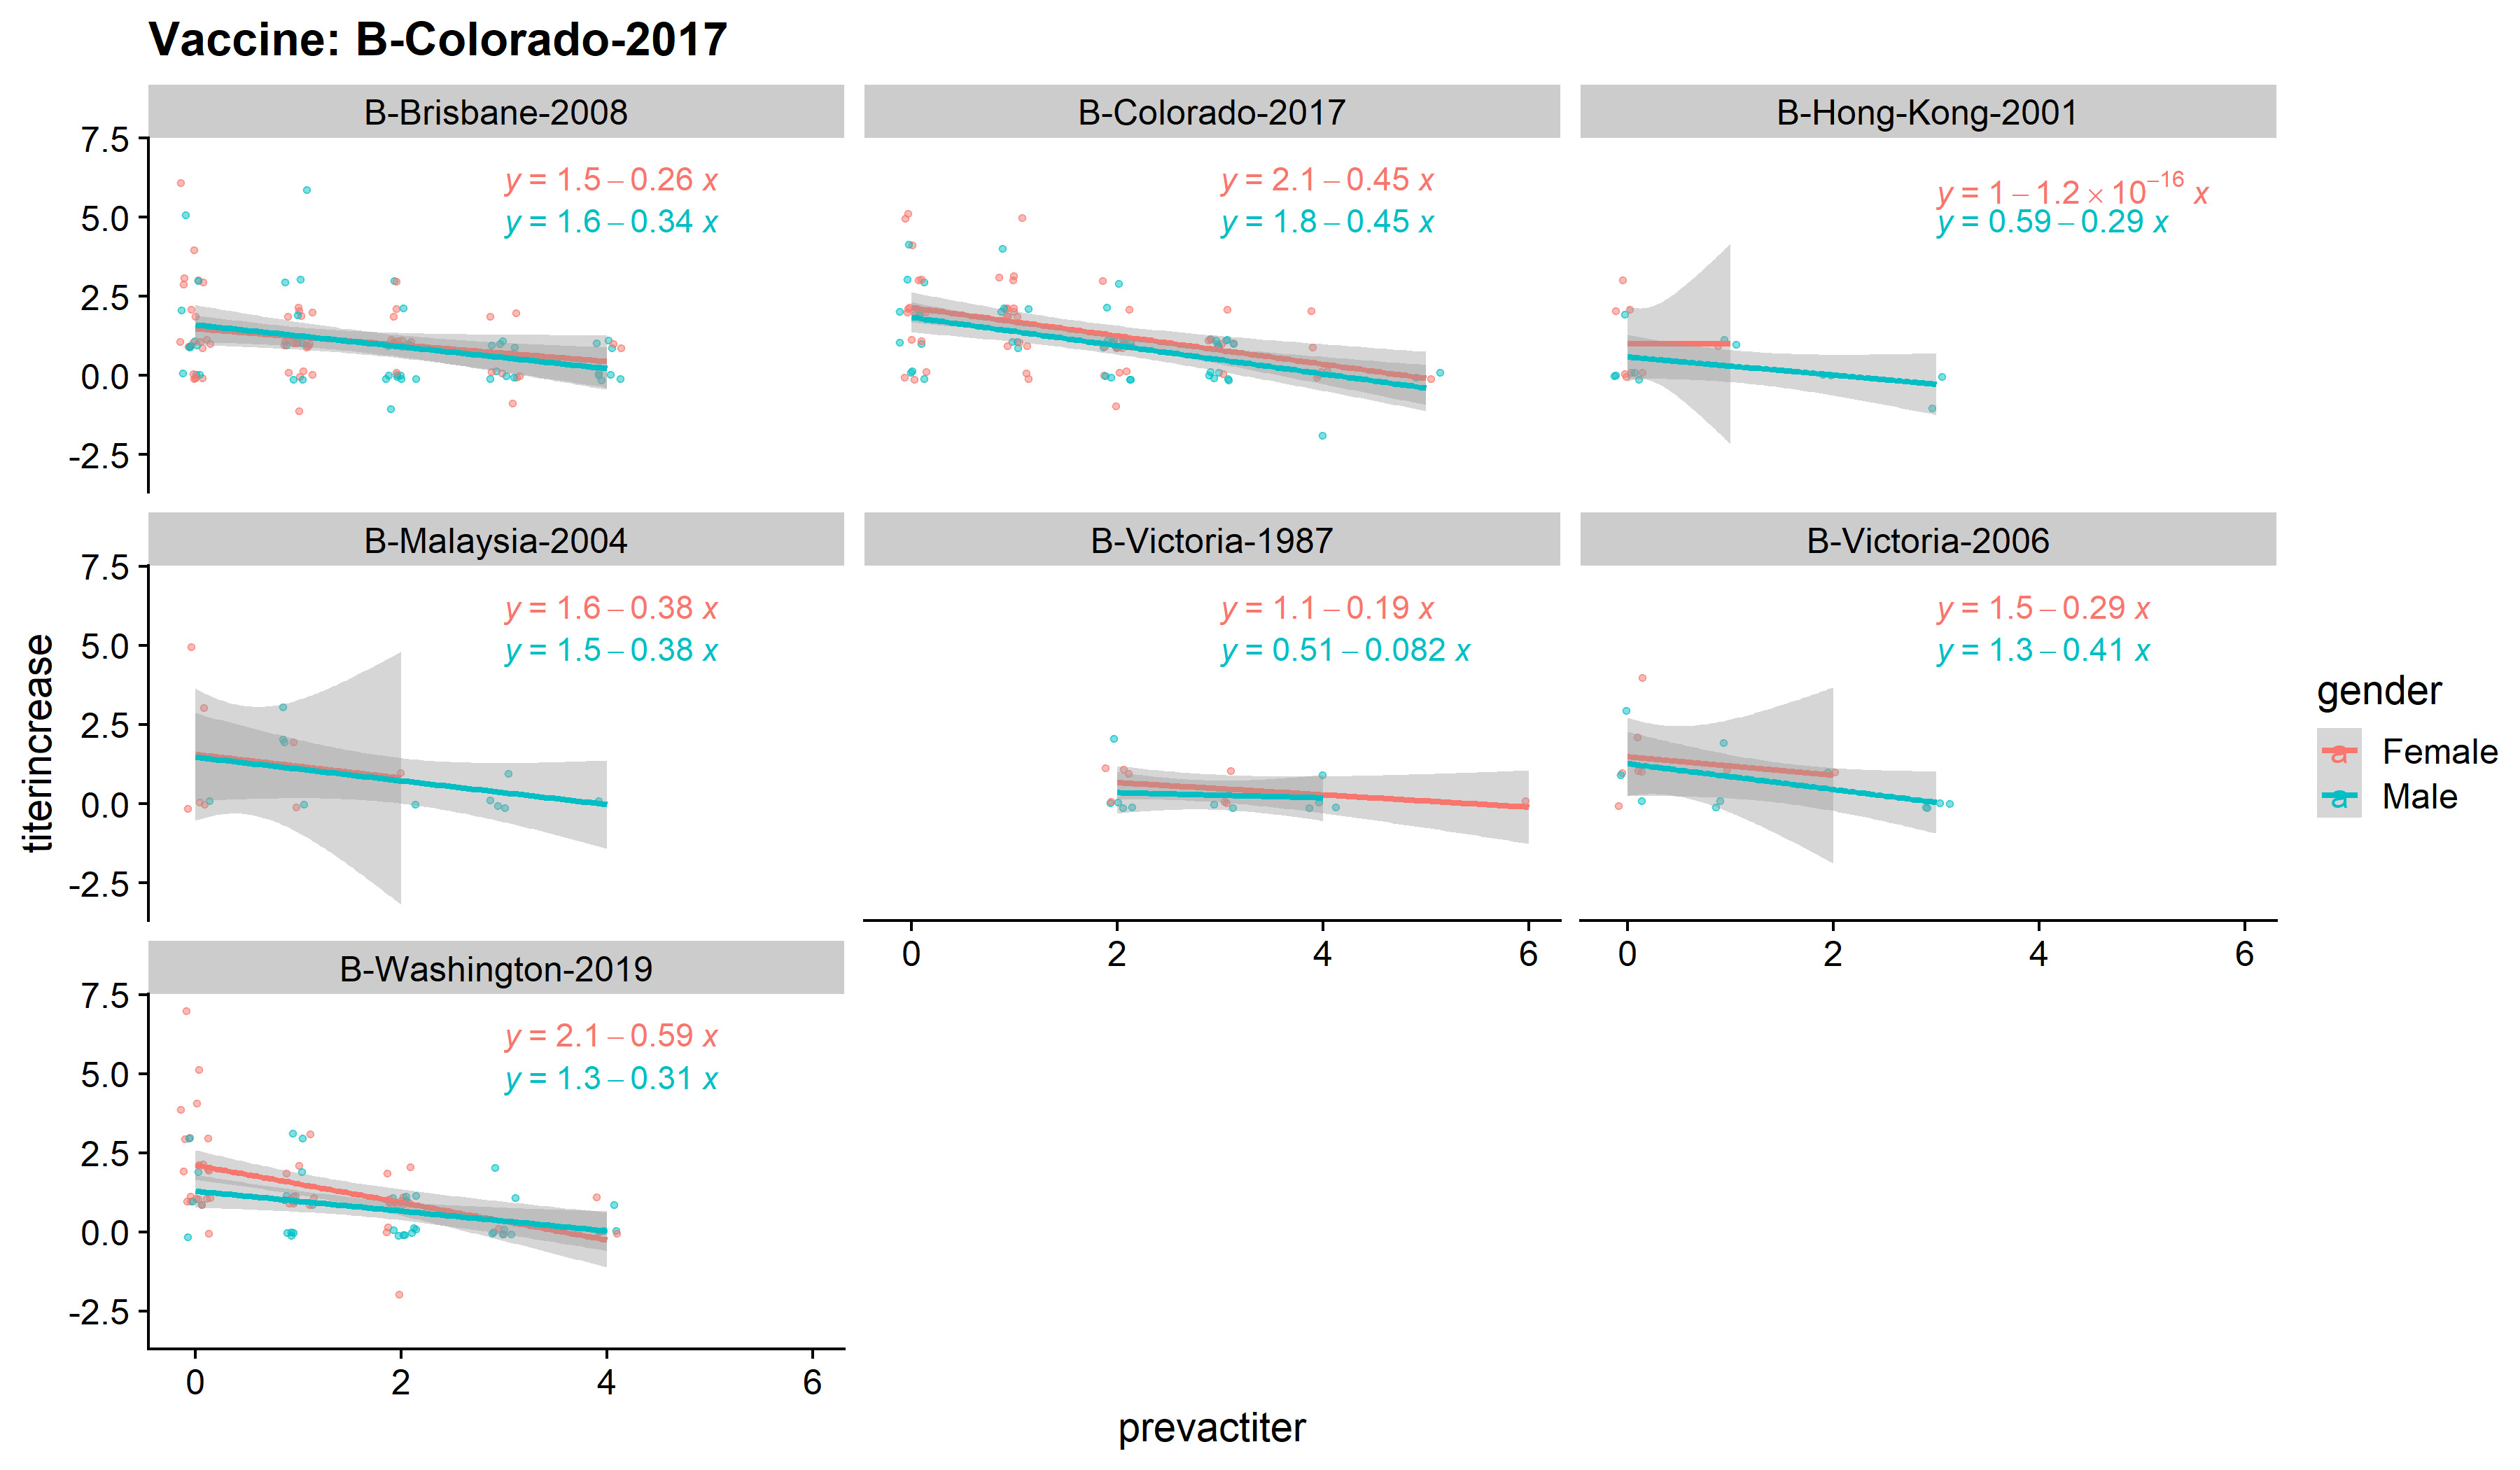 Vaccine: B-Colorado-2017
B-Brisbane-2008
B-Colorado-2017
B-Hong-Kong-2001
7.5
5.0
2.5
0.0
-2.5
y = 1.5 – 0.26 x
y = 1.6 – 0.34 x
y = 2.1 – 0.45 x
y = 1.8 – 0.45 x
y = 1 – 1.2 × 10⁻¹⁶ x
y = 0.59 – 0.29 x
B-Malaysia-2004
B-Victoria-1987
B-Victoria-2006
7.5
5.0
2.5
0.0
-2.5
y = 1.6 – 0.38 x
y = 1.5 – 0.38 x
y = 1.1 – 0.19 x
y = 0.51 – 0.082 x
y = 1.5 – 0.29 x
y = 1.3 – 0.41 x
0 2 4 6
0 2 4 6
titerincrease
gender
a Female
a Male
B-Washington-2019
7.5
5.0
2.5
0.0
-2.5
y = 2.1 – 0.59 x
y = 1.3 – 0.31 x
0 2 4 6
prevactiter